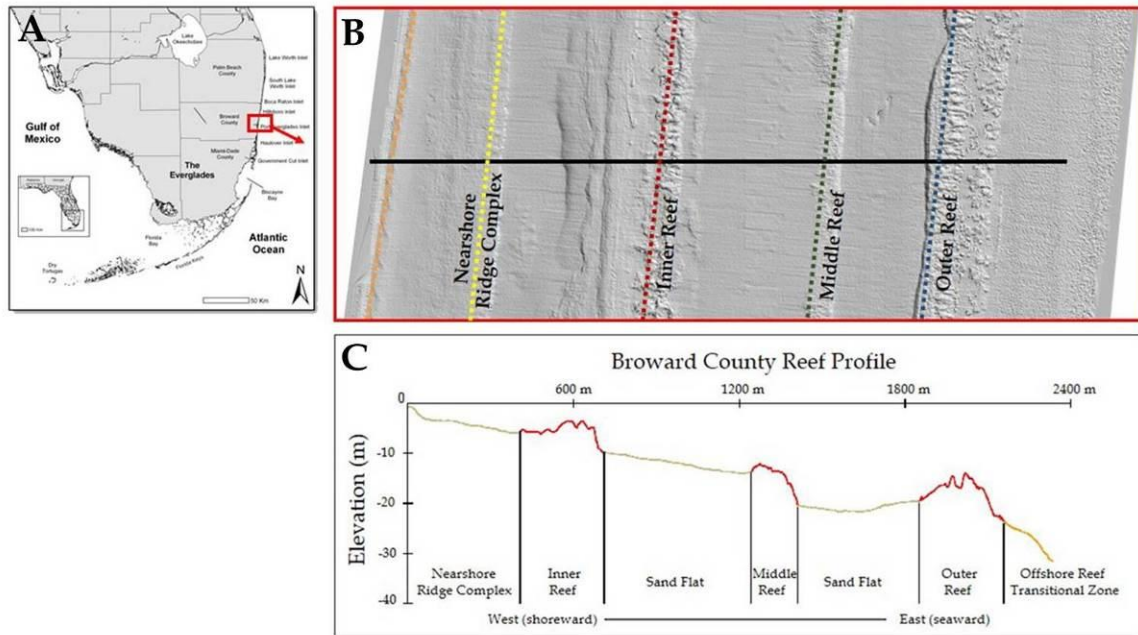 A
Lake
Okeechobee
Palm Beach
County
Lake Worth Inlet
South Lake
Worth Inlet
Boca Raton Inlet
Hillsboro Inlet
Broward
County
Port Everglades Inlet
Gulf of
Mexico
Haulover Inlet
Miami-Dade
County
Government Cut Inlet
The
Everglades
Biscayne
Bay
Florida
Bay
Atlantic
Ocean
Dry
Tortugas
Florida Keys
N
50 Km
B
Nearshore
Ridge Complex
Inner Reef
Middle Reef
Outer Reef
C
Broward County Reef Profile
600 m
1200 m
1800 m
2400 m
Elevation (m)
0
-10
-20
-30
-40
Nearshore
Ridge Complex
Inner
Reef
Sand Flat
Middle
Reef
Sand Flat
Outer
Reef
Offshore Reef
Transitional Zone
West (shoreward)
East (seaward)